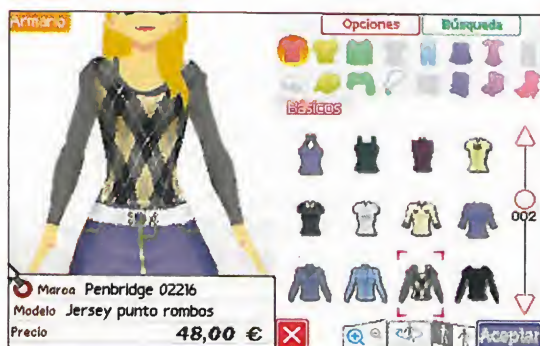 Armario
Opciones
Búsqueda
Básicos
002
Marca Penbridge 02216
Modelo Jersey punto rombos
Precio 48,00 €
Aceptar